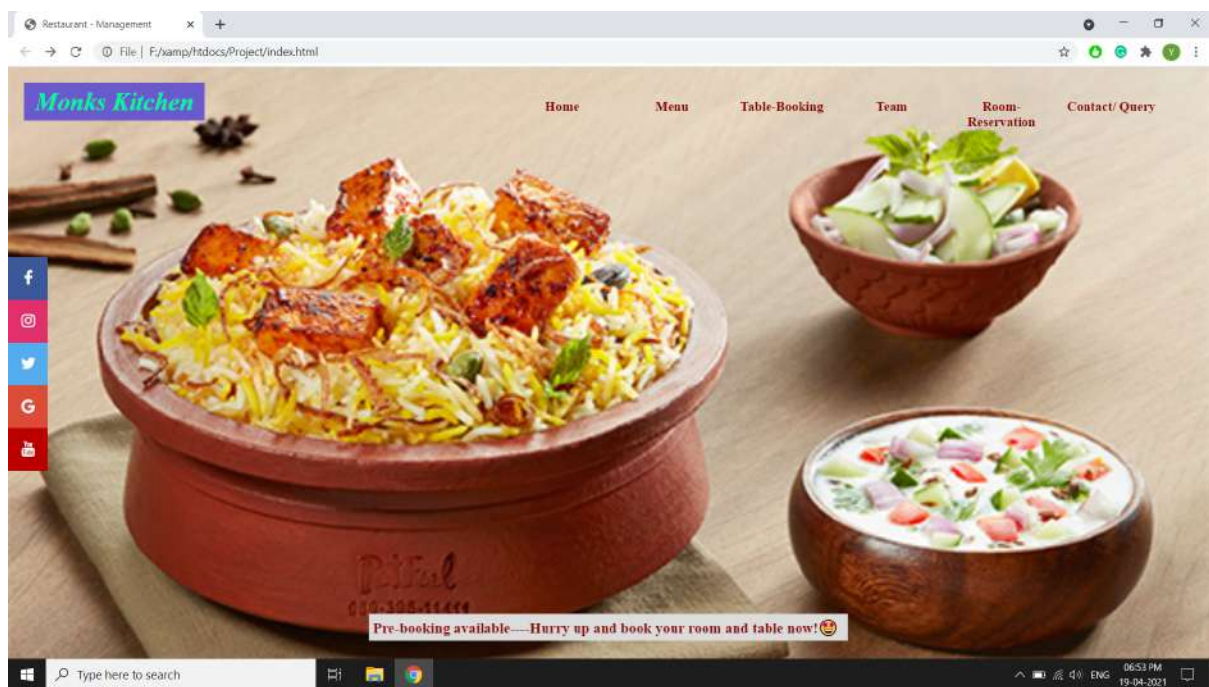 Restaurant - Management
File | F:/xamp/htdocs/Project/index.html
Monks Kitchen
Home
Menu
Table-Booking
Team
Room-
Reservation
Contact/ Query
Pre-booking available----Hurry up and book your room and table now!🤩
Type here to search
ENG
06:53 PM
19-04-2021